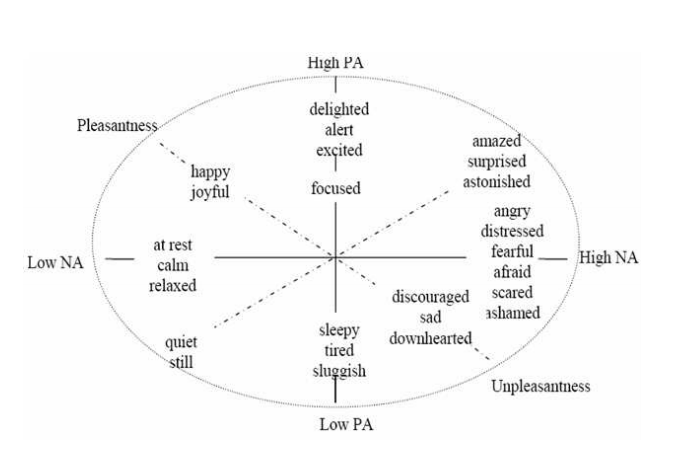 High PA
delighted
alert
excited
focused
Pleasantness
happy
joyful
amazed
surprised
astonished
angry
distressed
fearful
afraid
scared
ashamed
Low NA
at rest
calm
relaxed
High NA
discouraged
sad
downhearted
quiet
still
sleepy
tired
sluggish
Unpleasantness
Low PA